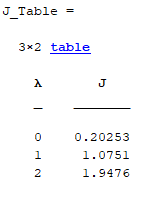 J_Table =
3×2 table
λ J
_ _______
0 0.20253
1 1.0751
2 1.9476